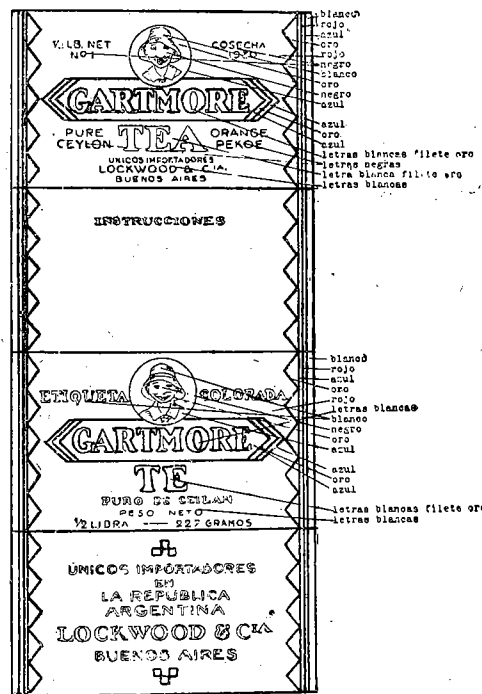 ½ LB. NET
Nº 1
COSECHA
GARTMORE
PURE
CEYLON
TEA
ORANGE
PEKOE
UNICOS IMPORTADORES
LOCKWOOD & CIA.
BUENOS AIRES
blanco
rojo
azul
oro
rojo
negro
blanco
oro
negro
azul
azul
oro
azul
letras blancas filete oro
letras negras
letra blanca filete oro
letras blancas
INSTRUCCIONES
ETIQUETA COLORADA
GARTMORE
TE
PURO DE CEILAN
PESO NETO
½ LIBRA — 227 GRAMOS
blanco
rojo
azul
oro
rojo
letras blancas
blanco
negro
oro
azul
azul
oro
azul
letras blancas filete oro
letras blancas
ÚNICOS IMPORTADORES
EN
LA REPÚBLICA
ARGENTINA
LOCKWOOD & CIA
BUENOS AIRES